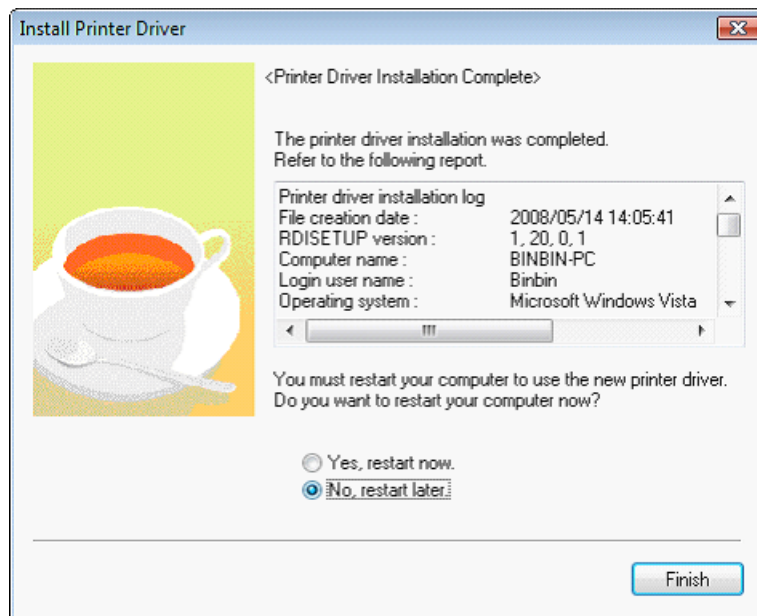 Install Printer Driver
<Printer Driver Installation Complete>
The printer driver installation was completed.
Refer to the following report.
Printer driver installation log
File creation date : 2008/05/14 14:05:41
RDISETUP version : 1, 20, 0, 1
Computer name : BINBIN-PC
Login user name : Binbin
Operating system : Microsoft Windows Vista
You must restart your computer to use the new printer driver.
Do you want to restart your computer now?
Yes, restart now.
No, restart later.
Finish